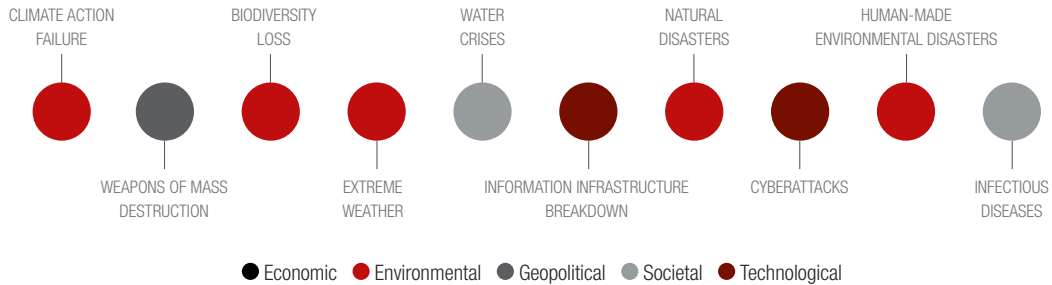 CLIMATE ACTION
FAILURE
BIODIVERSITY
LOSS
WATER
CRISES
NATURAL
DISASTERS
HUMAN-MADE
ENVIRONMENTAL DISASTERS
WEAPONS OF MASS
DESTRUCTION
EXTREME
WEATHER
INFORMATION INFRASTRUCTURE
BREAKDOWN
CYBERATTACKS
INFECTIOUS
DISEASES
Economic Environmental Geopolitical Societal Technological